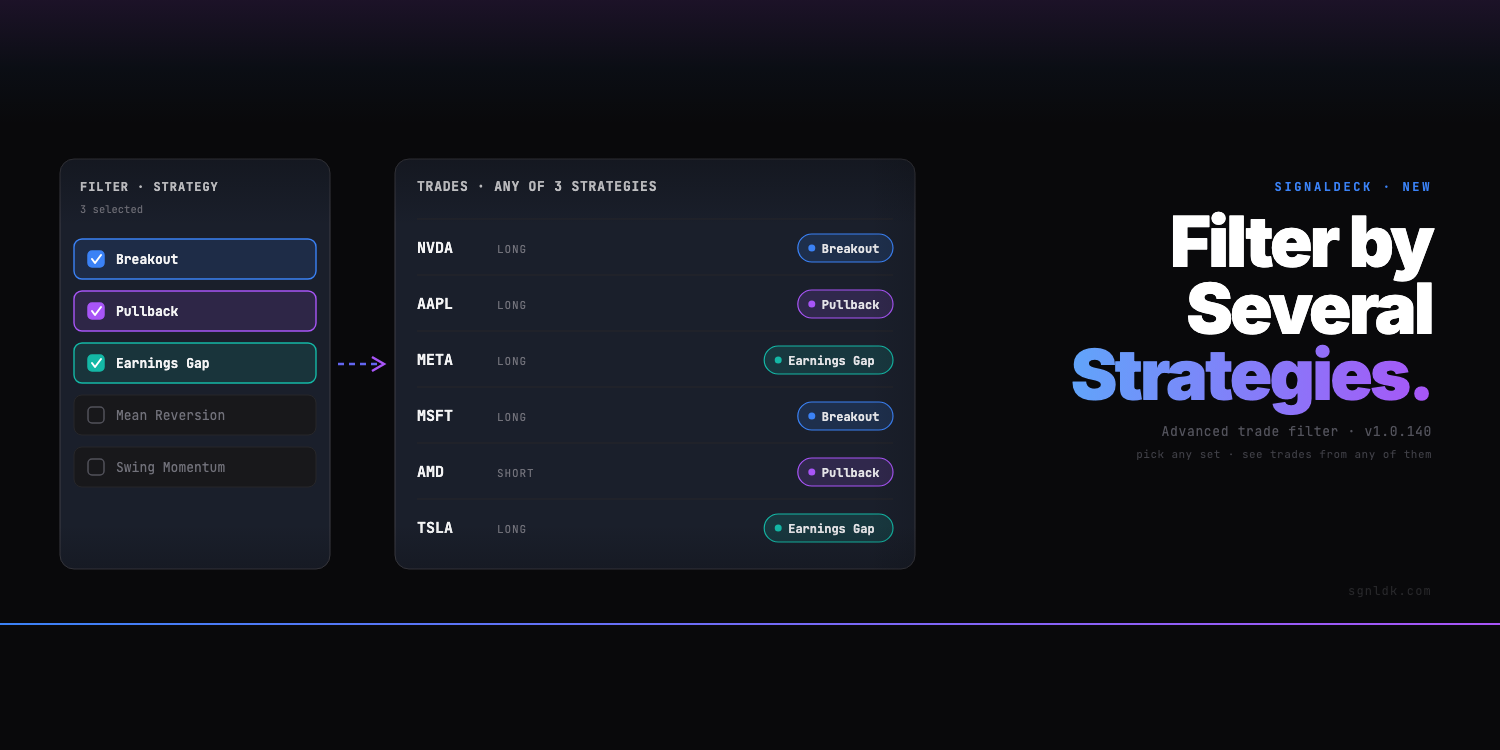 FILTER · STRATEGY
3 selected
Breakout
Pullback
Earnings Gap
Mean Reversion
Swing Momentum
TRADES · ANY OF 3 STRATEGIES
NVDA LONG Breakout
AAPL LONG Pullback
META LONG Earnings Gap
MSFT LONG Breakout
AMD SHORT Pullback
TSLA LONG Earnings Gap
SIGNALDECK · NEW
Filter by
Several
Strategies.
Advanced trade filter · v1.0.140
pick any set · see trades from any of them
sgnldk.com